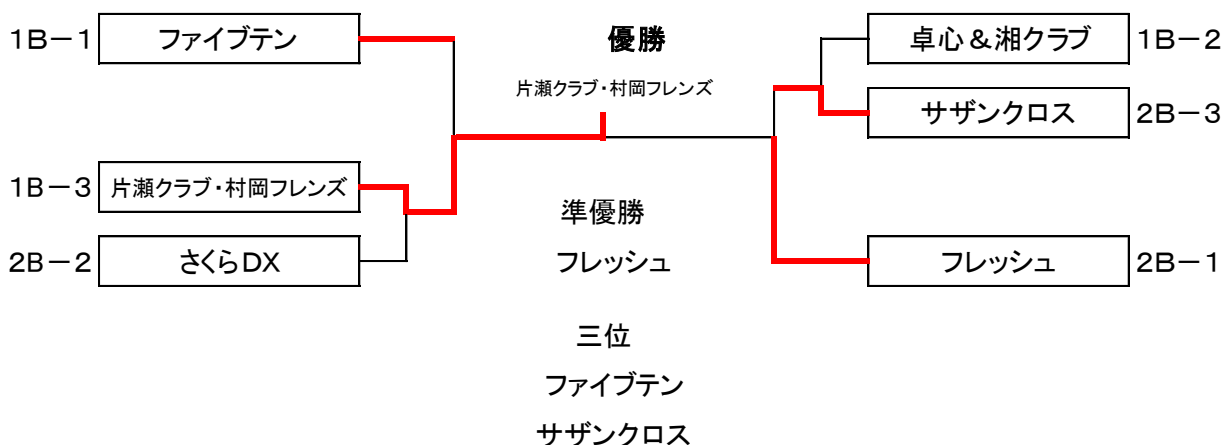 1B－1 ファイブテン
1B－3 片瀬クラブ・村岡フレンズ
2B－2 さくらDX
優勝
片瀬クラブ・村岡フレンズ
準優勝
フレッシュ
三位
ファイブテン
サザンクロス
卓心＆湘クラブ 1B－2
サザンクロス 2B－3
フレッシュ 2B－1